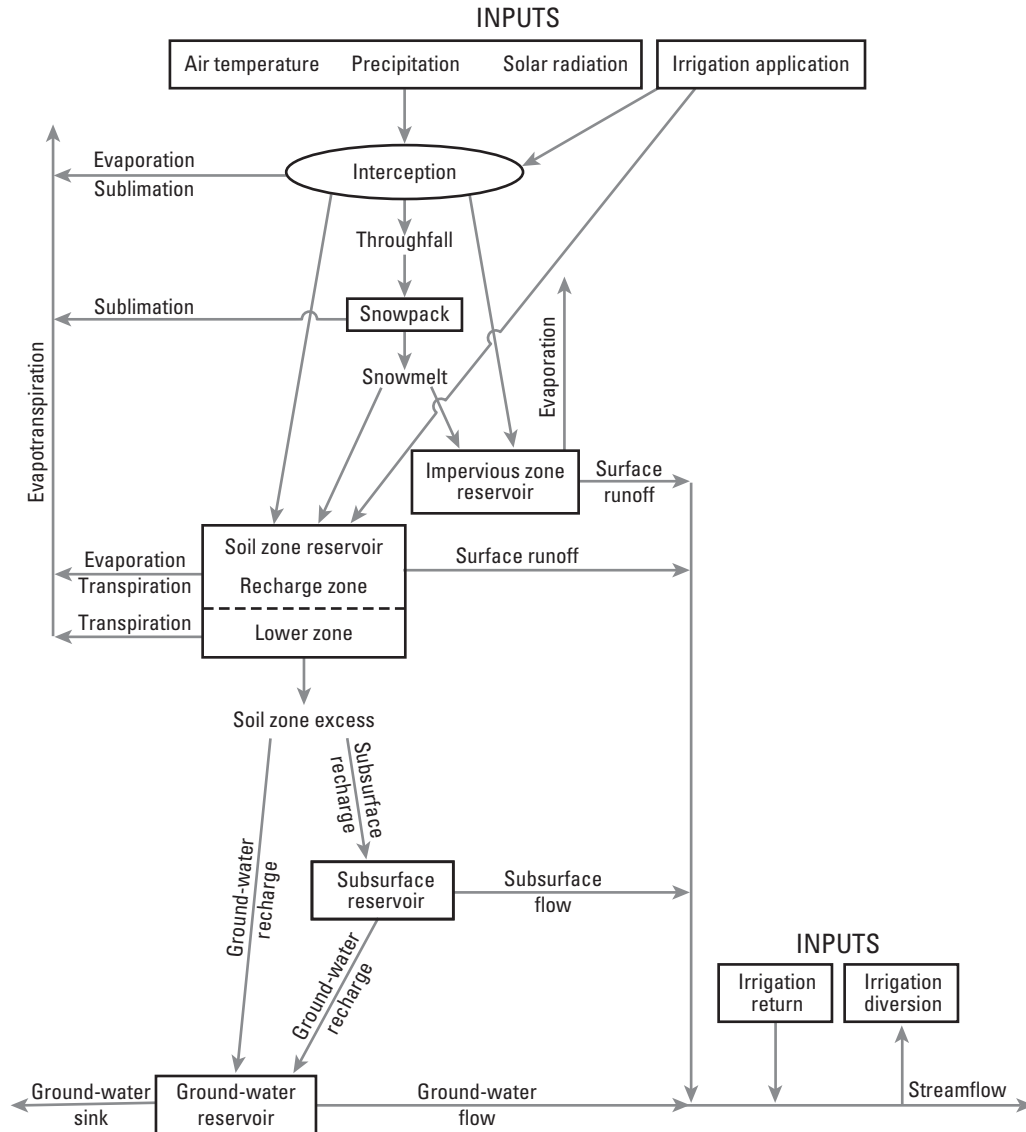 INPUTS
Air temperature Precipitation Solar radiation
Irrigation application
Evaporation
Sublimation
Interception
Throughfall
Sublimation
Snowpack
Snowmelt
Evaporation
Evapotranspiration
Impervious zone
reservoir
Surface
runoff
Soil zone reservoir
Recharge zone
Lower zone
Evaporation
Transpiration
Transpiration
Surface runoff
Soil zone excess
Subsurface
recharge
Ground-water
recharge
Subsurface
reservoir
Subsurface
flow
Ground-water
recharge
INPUTS
Irrigation
return
Irrigation
diversion
Ground-water
sink
Ground-water
reservoir
Ground-water
flow
Streamflow